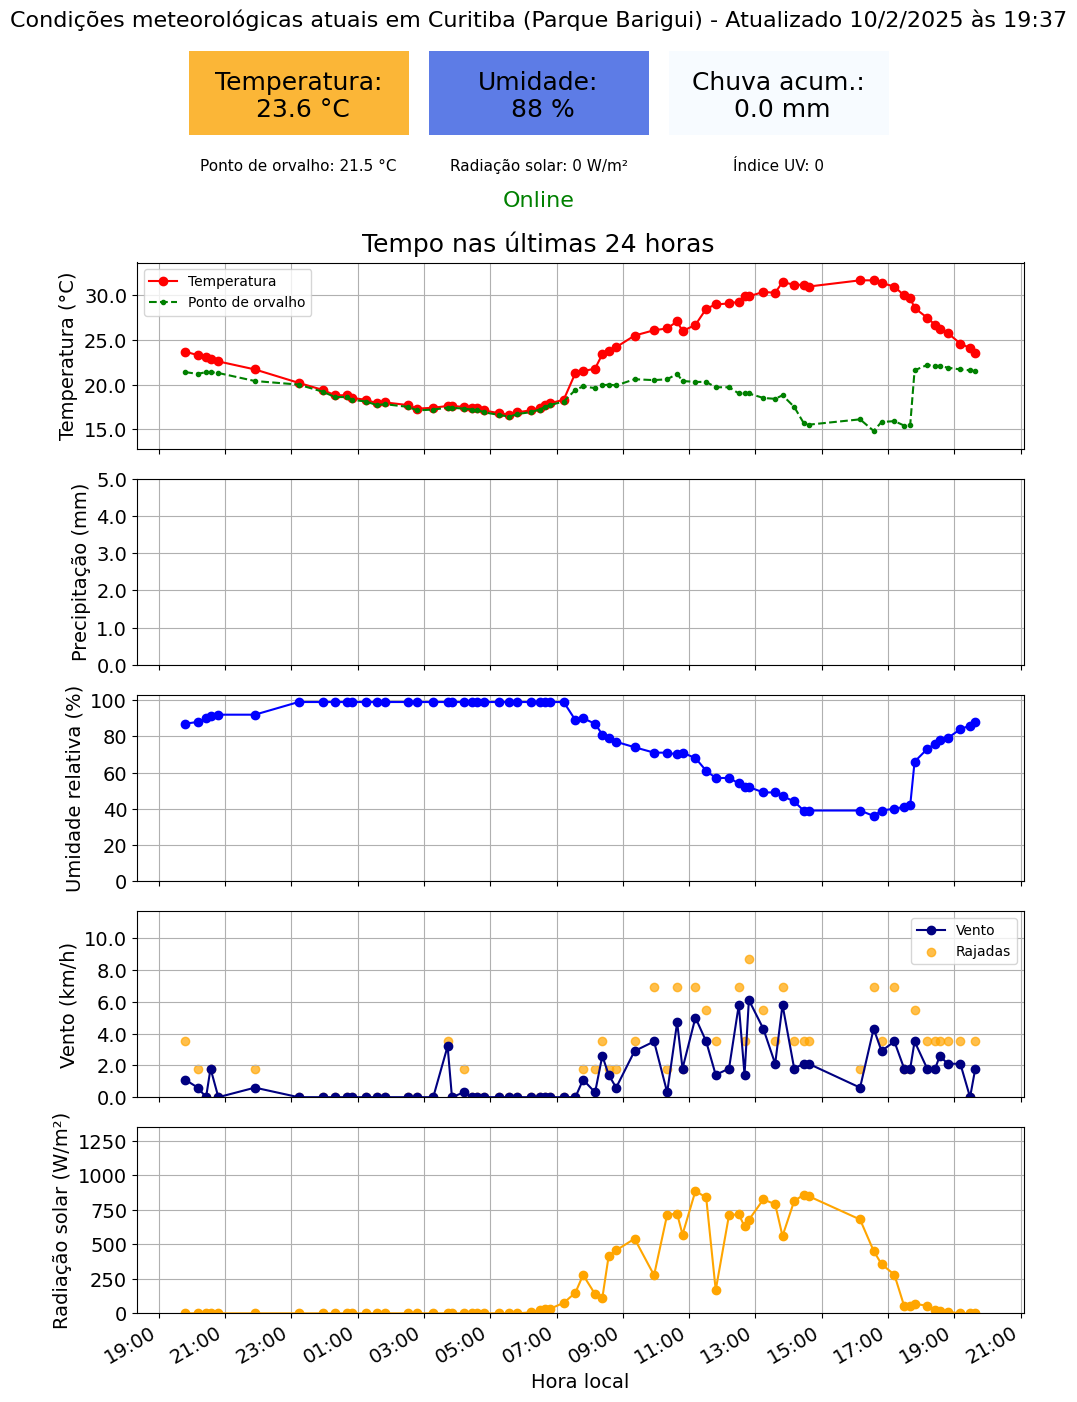 Condições meteorológicas atuais em Curitiba (Parque Barigui) - Atualizado 10/2/2025 às 19:37
Temperatura:
23.6 °C
Umidade:
88 %
Chuva acum.:
0.0 mm
Ponto de orvalho: 21.5 °C
Radiação solar: 0 W/m²
Índice UV: 0
Online
Tempo nas últimas 24 horas
Temperatura (°C)
30.0
25.0
20.0
15.0
Temperatura
Ponto de orvalho
Precipitação (mm)
5.0
4.0
3.0
2.0
1.0
0.0
Umidade relativa (%)
100
80
60
40
20
0
Vento (km/h)
10.0
8.0
6.0
4.0
2.0
0.0
Vento
Rajadas
Radiação solar (W/m²)
1250
1000
750
500
250
0
19:00
21:00
23:00
01:00
03:00
05:00
07:00
09:00
11:00
13:00
15:00
17:00
19:00
21:00
Hora local